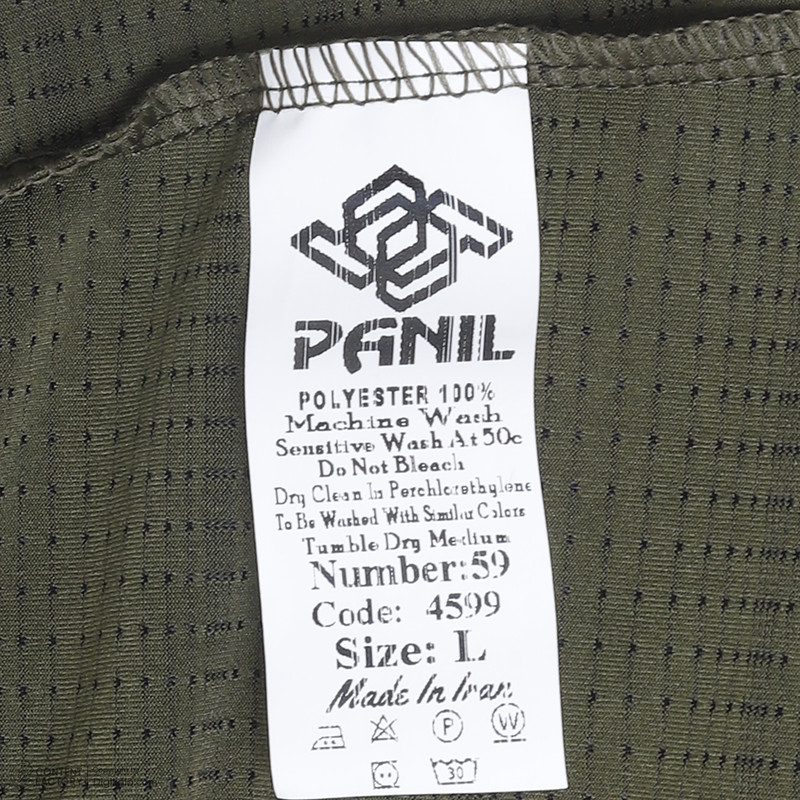 PANIL
POLYESTER 100%
Machine Wash
Sensitive Wash At 50c
Do Not Bleach
Dry Clean In Perchlorethylene
To Be Washed With Similar Colors
Tumble Dry Medium
Number:59
Code: 4599
Size: L
Made In Iran
P W
30